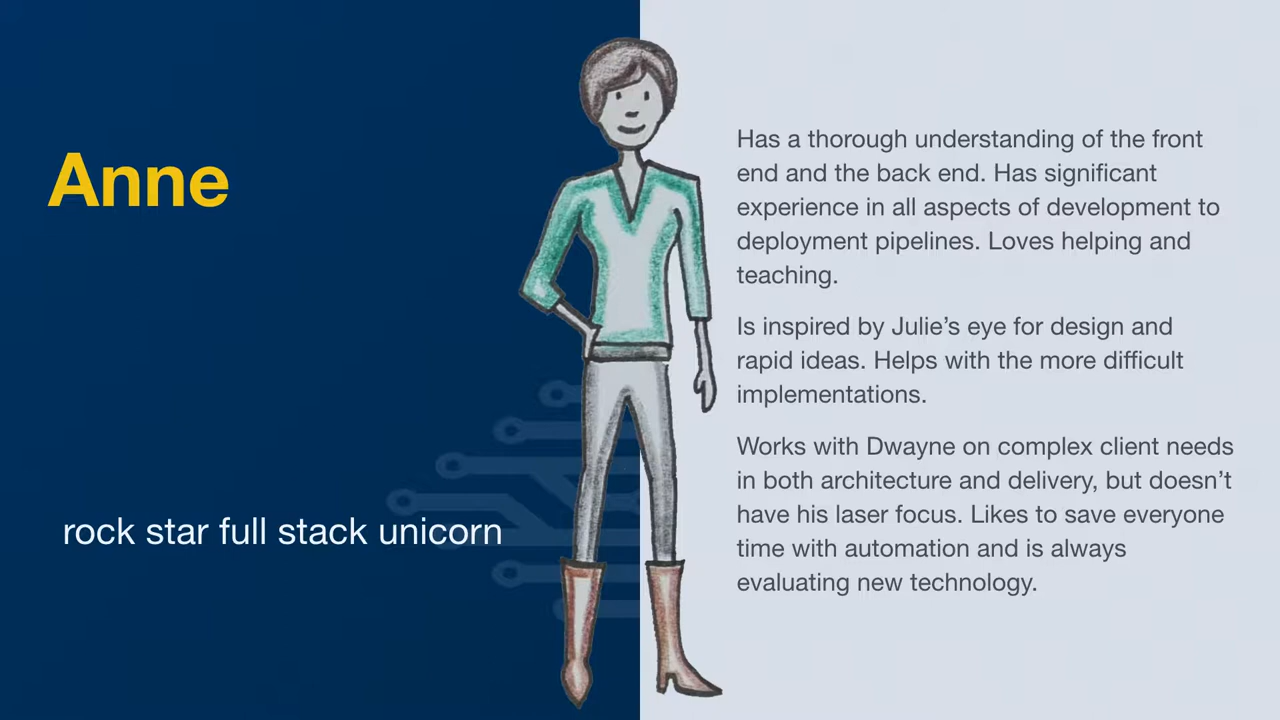 Anne
rock star full stack unicorn
Has a thorough understanding of the front
end and the back end. Has significant
experience in all aspects of development to
deployment pipelines. Loves helping and
teaching.
Is inspired by Julie’s eye for design and
rapid ideas. Helps with the more difficult
implementations.
Works with Dwayne on complex client needs
in both architecture and delivery, but doesn’t
have his laser focus. Likes to save everyone
time with automation and is always
evaluating new technology.